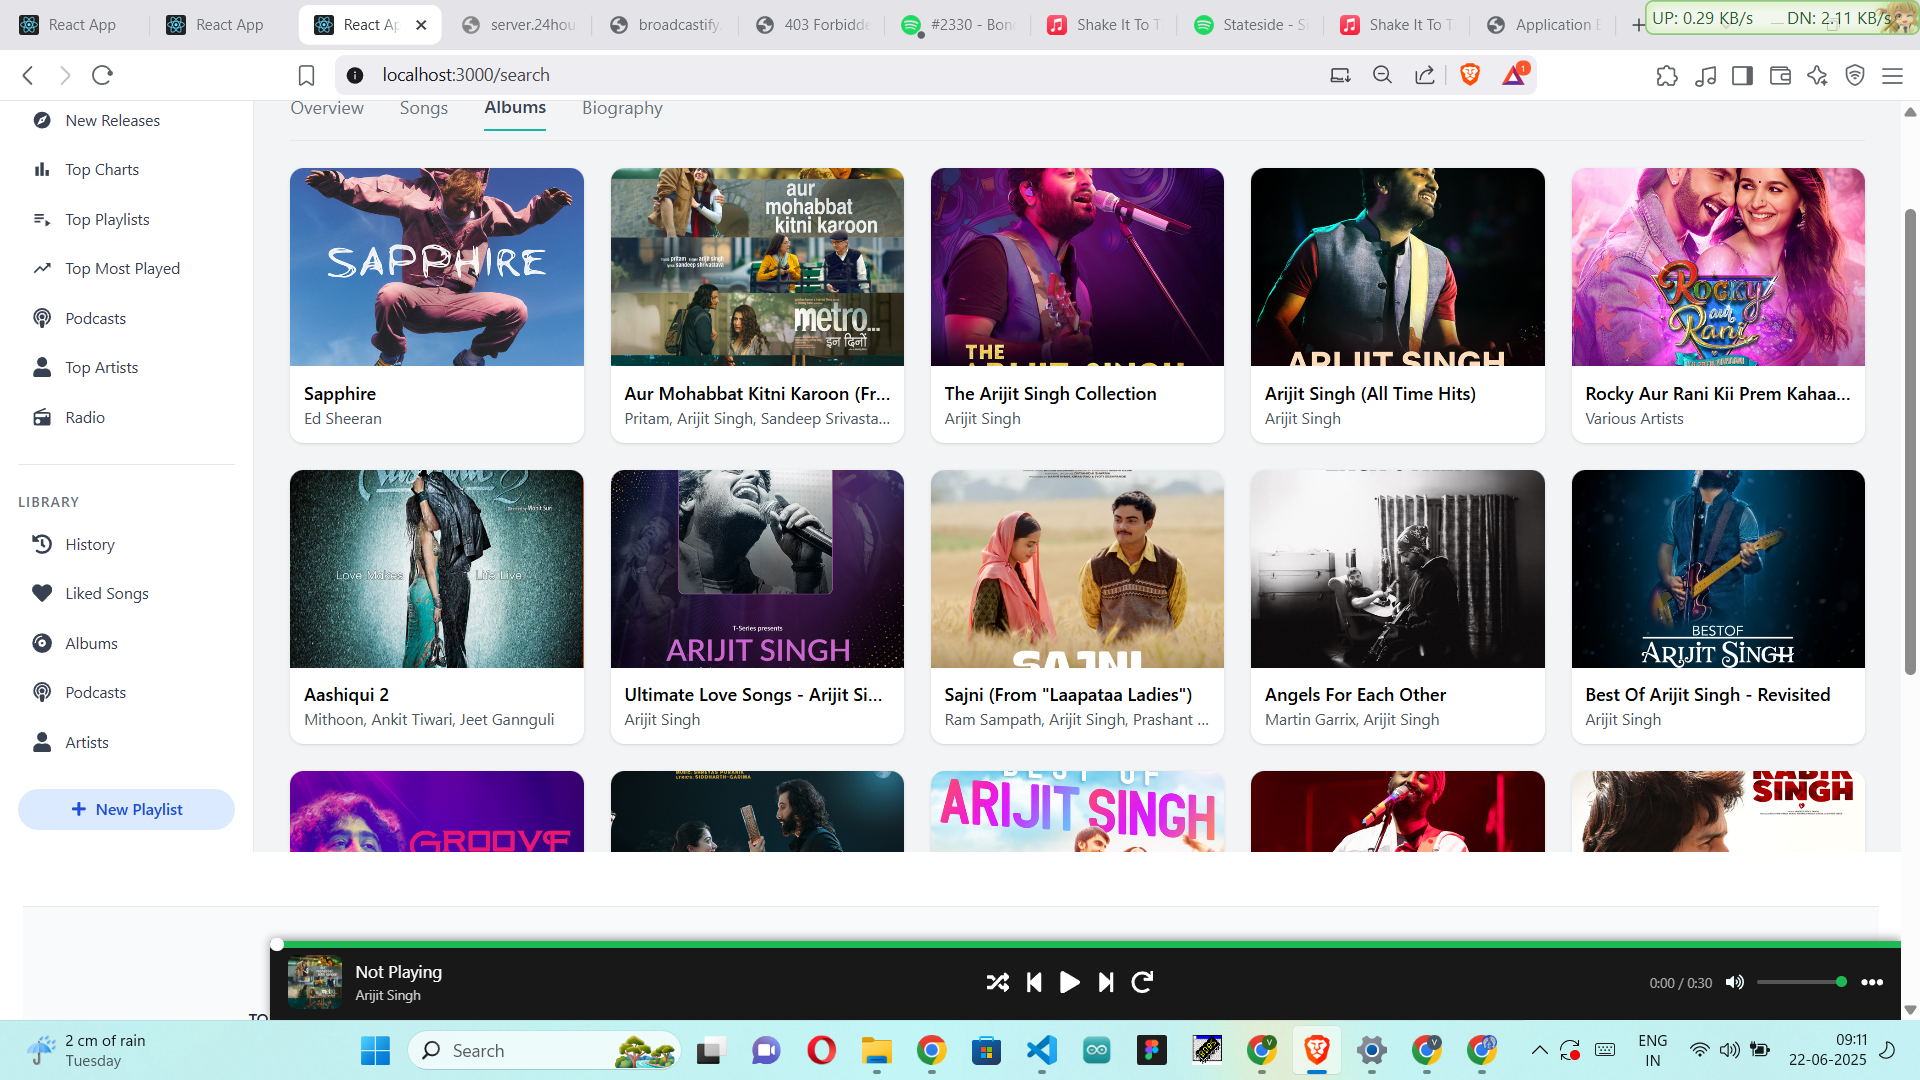 React App
React App
React Ap
server.24hou
broadcastify.
403 Forbidde
#2330 - Bon
Shake It To T
Stateside - S
Shake It To T
Application E
UP: 0.29 KB/s
DN: 2.11 KB/s
localhost:3000/search
1
New Releases
Top Charts
Top Playlists
Top Most Played
Podcasts
Top Artists
Radio
LIBRARY
History
Liked Songs
Albums
Podcasts
Artists
+ New Playlist
Overview
Songs
Albums
Biography
SAPPHIRE
Sapphire
Ed Sheeran
aur
mohabbat
kitni karoon
metro...
इन दिनों
Aur Mohabbat Kitni Karoon (Fr...
Pritam, Arijit Singh, Sandeep Srivasta...
THE
ARIJIT SINGH
The Arijit Singh Collection
Arijit Singh
ARIJIT SINGH
Arijit Singh (All Time Hits)
Arijit Singh
Rocky
aur
Rani
Rocky Aur Rani Kii Prem Kahaa...
Various Artists
Love Makes Life Live
Aashiqui 2
Mithoon, Ankit Tiwari, Jeet Gannguli
T-Series presents
ARIJIT SINGH
Ultimate Love Songs - Arijit Si...
Arijit Singh
SAJNI
Sajni (From "Laapataa Ladies")
Ram Sampath, Arijit Singh, Prashant ...
Angels For Each Other
Martin Garrix, Arijit Singh
BEST OF
ARIJIT SINGH
Best Of Arijit Singh - Revisited
Arijit Singh
GROOVE
BEST OF
ARIJIT SINGH
KABIR
SINGH
Not Playing
Arijit Singh
0:00 / 0:30
TO
2 cm of rain
Tuesday
Search
ENG
IN
09:11
22-06-2025